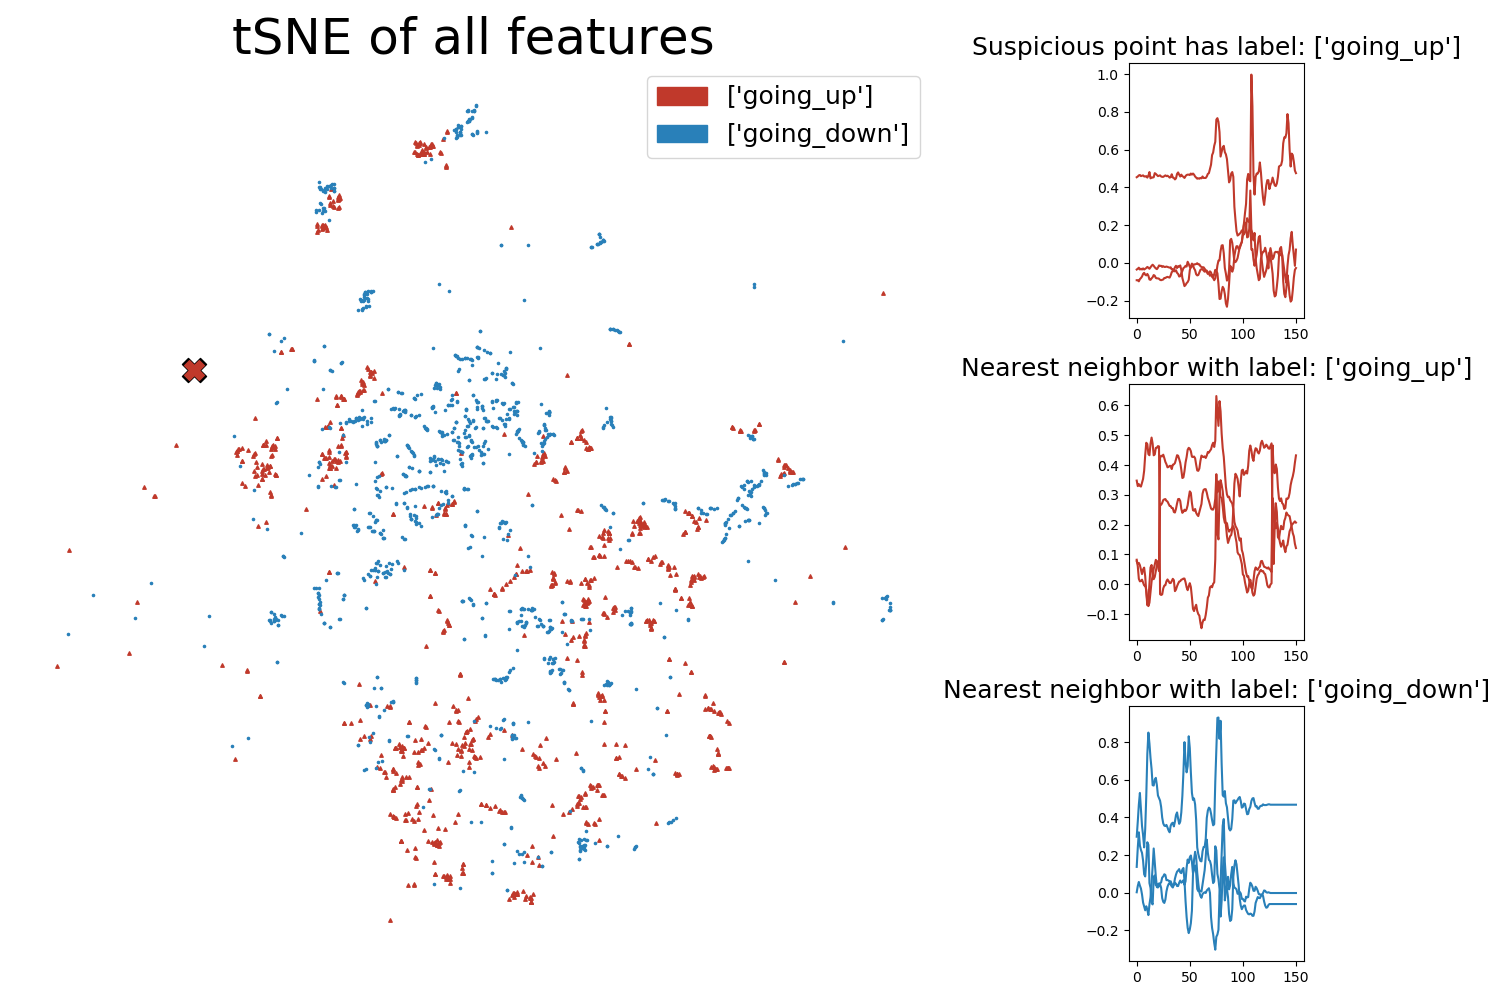 tSNE of all features
['going_up']
['going_down']
Suspicious point has label: ['going_up']
1.0
0.8
0.6
0.4
0.2
0.0
−0.2
0 50 100 150
Nearest neighbor with label: ['going_up']
0.6
0.5
0.4
0.3
0.2
0.1
0.0
−0.1
0 50 100 150
Nearest neighbor with label: ['going_down']
0.8
0.6
0.4
0.2
0.0
−0.2
0 50 100 150